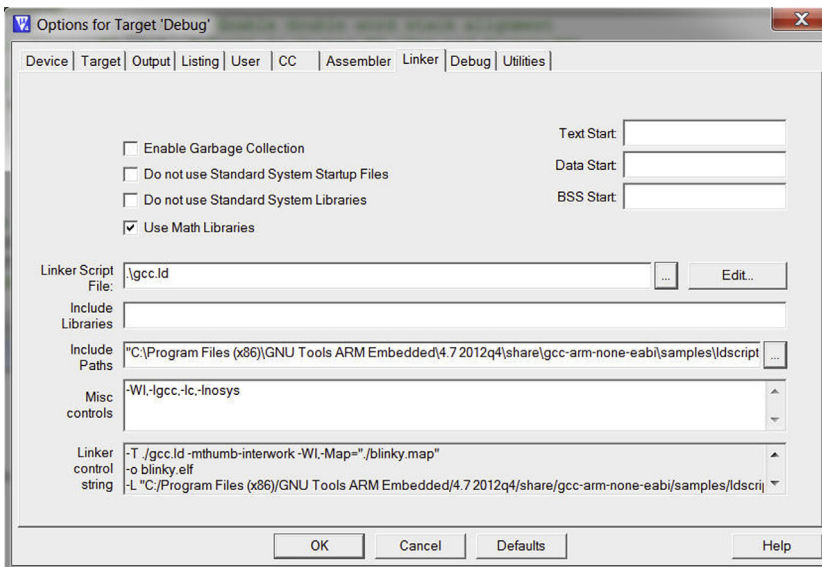 Options for Target 'Debug'
Device Target Output Listing User CC Assembler Linker Debug Utilities
Enable Garbage Collection
Do not use Standard System Startup Files
Do not use Standard System Libraries
Use Math Libraries
Text Start:
Data Start:
BSS Start:
Linker Script
File:
.\gcc.ld
...
Edit...
Include
Libraries
Include
Paths
"C:\Program Files (x86)\GNU Tools ARM Embedded\4.7 2012q4\share\gcc-arm-none-eabi\samples\ldscript
...
Misc
controls
-Wl,-lgcc,-lc,-lnosys
Linker
control
string
-T ./gcc.ld -mthumb-interwork -Wl,-Map="./blinky.map"
-o blinky.elf
-L "C:/Program Files (x86)/GNU Tools ARM Embedded/4.7 2012q4/share/gcc-arm-none-eabi/samples/ldscrip
OK Cancel Defaults Help